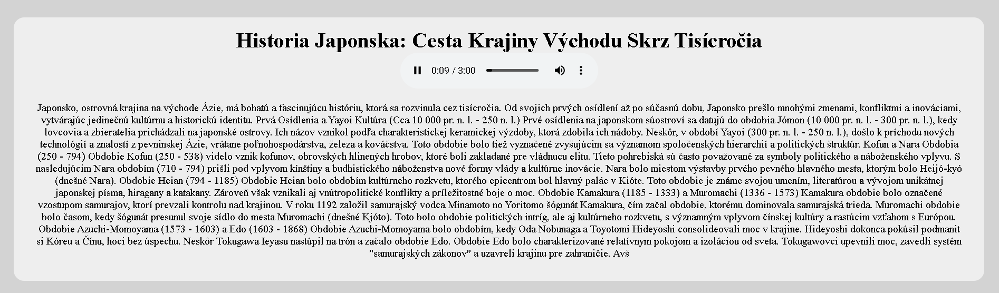 Historia Japonska: Cesta Krajiny Východu Skrz Tisícročia
0:09 / 3:00
Japonsko, ostrovná krajina na východe Ázie, má bohatú a fascinujúcu históriu, ktorá sa rozvinula cez tisícročia. Od svojich prvých osídlení až po súčasnú dobu, Japonsko prešlo mnohými zmenami, konfliktmi a inováciami,
vytvárajúc jedinečnú kultúrnu a historickú identitu. Prvá Osídlenia a Yayoi Kultúra (Cca 10 000 pr. n. l. - 250 n. l.) Prvé osídlenia na japonskom súostroví sa datujú do obdobia Jómon (10 000 pr. n. l. - 300 pr. n. l.), kedy
lovcovia a zbieratelia prichádzali na japonské ostrovy. Ich názov vznikol podľa charakteristickej keramickej výzdoby, ktorá zdobila ich nádoby. Neskôr, v období Yayoi (300 pr. n. l. - 250 n. l.), došlo k príchodu nových
technológií a znalostí z pevninskej Ázie, vrátane poľnohospodárstva, železa a kováčstva. Toto obdobie bolo tiež vyznačené zvyšujúcim sa významom spoločenských hierarchií a politických štruktúr. Kofun a Nara Obdobia
(250 - 794) Obdobie Kofun (250 - 538) videlo vznik kofunov, obrovských hlinených hrobov, ktoré boli zakladané pre vládnucu elitu. Tieto pohrebiská sú často považované za symboly politického a náboženského vplyvu. S
nasledujúcim Nara obdobím (710 - 794) prišli pod vplyvom kínštiny a budhistického náboženstva nové formy vlády a kultúrne inovácie. Nara bolo miestom výstavby prvého pevného hlavného mesta, ktorým bolo Heijó-kyó
(dnešné Nara). Obdobie Heian (794 - 1185) Obdobie Heian bolo obdobím kultúrneho rozkvetu, ktorého epicentrom bol hlavný palác v Kióte. Toto obdobie je známe svojou umením, literatúrou a vývojom unikátnej
japonskej písma, hiragany a katakany. Zároveň však vznikali aj vnútropolitické konflikty a príležitostné boje o moc. Obdobie Kamakura (1185 - 1333) a Muromachi (1336 - 1573) Kamakura obdobie bolo označené
vzostupom samurajov, ktorí prevzali kontrolu nad krajinou. V roku 1192 založil samurajský vodca Minamoto no Yoritomo šógunát Kamakura, čím začal obdobie, ktorému dominovala samurajská trieda. Muromachi obdobie
bolo časom, kedy šógunát presunul svoje sídlo do mesta Muromachi (dnešné Kjóto). Toto bolo obdobie politických intríg, ale aj kultúrneho rozkvetu, s významným vplyvom čínskej kultúry a rastúcim vzťahom s Európou.
Obdobie Azuchi-Momoyama (1573 - 1603) a Edo (1603 - 1868) Obdobie Azuchi-Momoyama bolo obdobím, kedy Oda Nobunaga a Toyotomi Hideyoshi consolideovali moc v krajine. Hideyoshi dokonca pokúsil podmanit
si Kóreu a Čínu, hoci bez úspechu. Neskôr Tokugawa Ieyasu nastúpil na trón a začalo obdobie Edo. Obdobie Edo bolo charakterizované relatívnym pokojom a izoláciou od sveta. Tokugawovci upevnili moc, zavedli systém
"samurajských zákonov" a uzavreli krajinu pre zahraničie. Avš